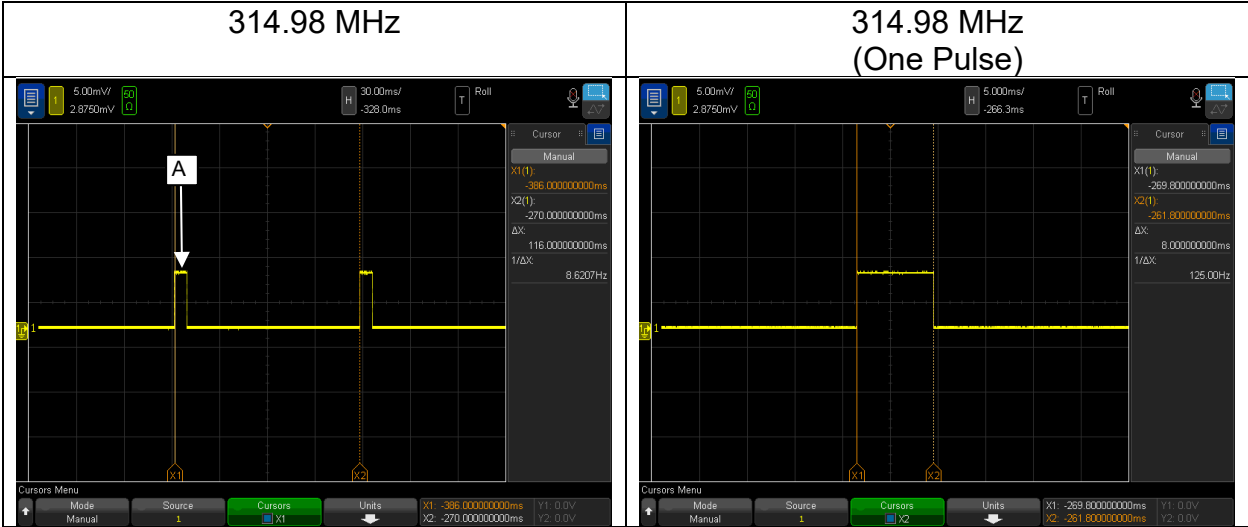 314.98 MHz
314.98 MHz
(One Pulse)
1 5.00mV/ 50 H 30.00ms/ T Roll
2.8750mV Ω -328.0ms
Cursor
Manual
X1(1):
-386.000000000ms
X2(1):
-270.000000000ms
ΔX:
116.000000000ms
1/ΔX:
8.6207Hz
A
1
X1 X2
Cursors Menu
Mode Source Cursors Units X1: -386.000000000ms Y1: 0.0V
Manual 1 X1 X2: -270.000000000ms Y2: 0.0V
1 5.00mV/ 50 H 5.000ms/ T Roll
2.8750mV Ω -266.3ms
Cursor
Manual
X1(1):
-269.800000000ms
X2(1):
-261.800000000ms
ΔX:
8.000000000ms
1/ΔX:
125.00Hz
1
X1 X2
Cursors Menu
Mode Source Cursors Units X1: -269.800000000ms Y1: 0.0V
Manual 1 X2 X2: -261.800000000ms Y2: 0.0V